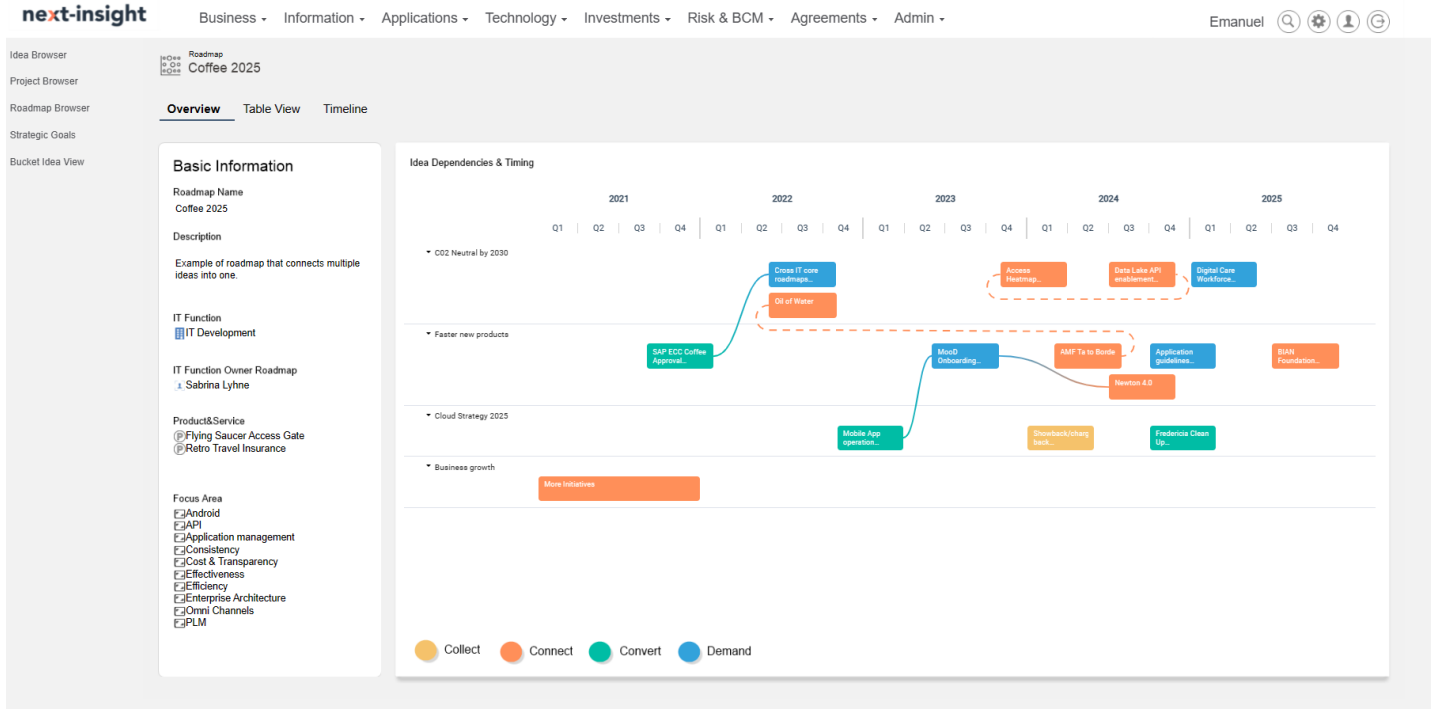 next-insight
Business Information Applications Technology Investments Risk & BCM Agreements Admin
Emanuel
Idea Browser
Project Browser
Roadmap Browser
Strategic Goals
Bucket Idea View
Roadmap
Coffee 2025
Overview Table View Timeline
Basic Information
Roadmap Name
Coffee 2025
Description
Example of roadmap that connects multiple
ideas into one.
IT Function
IT Development
IT Function Owner Roadmap
Sabrina Lyhne
Product&Service
Flying Saucer Access Gate
Retro Travel Insurance
Focus Area
Android
API
Application management
Consistency
Cost & Transparency
Effectiveness
Efficiency
Enterprise Architecture
Omni Channels
PLM
Idea Dependencies & Timing
2021 2022 2023 2024 2025
Q1 Q2 Q3 Q4 Q1 Q2 Q3 Q4 Q1 Q2 Q3 Q4 Q1 Q2 Q3 Q4 Q1 Q2 Q3 Q4
C02 Neutral by 2030
Cross IT core
roadmaps...
Access
Heatmap...
Data Lake API
enablement...
Digital Care
Workforce...
Oil of Water
Faster new products
SAP ECC Coffee
Approval...
MooD
Onboarding...
AMF Ta to Borde
Application
guidelines...
BIAN
Foundation...
Newton 4.0
Cloud Strategy 2025
Mobile App
operation...
Showback/charg
back...
Fredericia Clean
Up...
Business growth
More Initiatives
Collect Connect Convert Demand